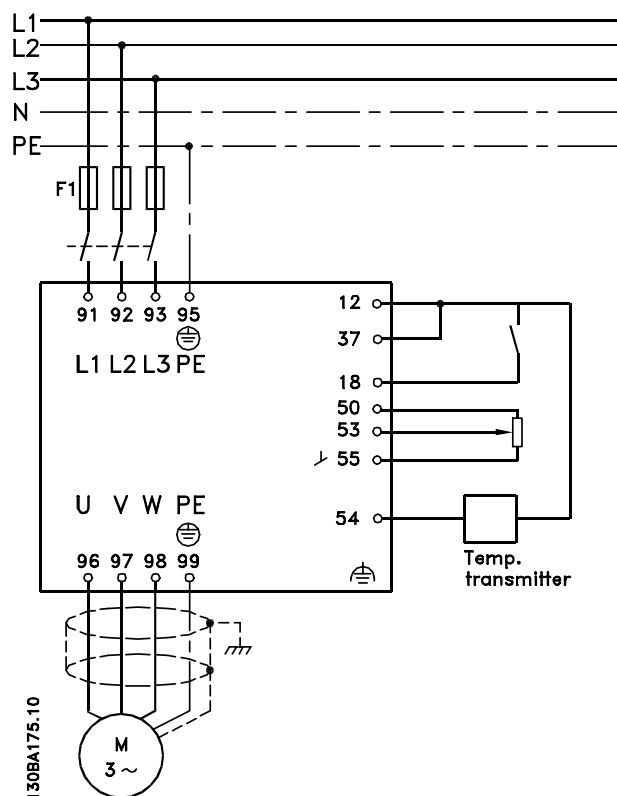 L1
L2
L3
N
PE
F1
91 92 93 95
L1 L2 L3 PE
12
37
18
50
53
55
54
U V W PE
96 97 98 99
Temp.
transmitter
M
3~
130BA175.10